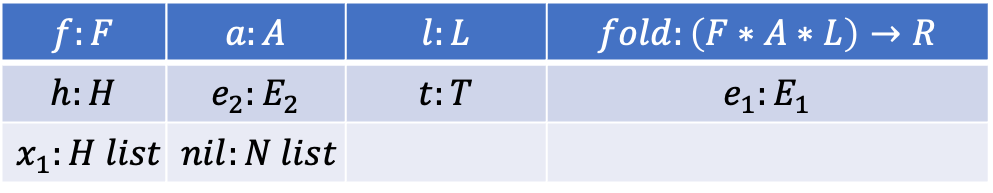 f: F a: A l: L fold: (F * A * L) → R
h: H e₂: E₂ t: T e₁: E₁
x₁: H list nil: N list